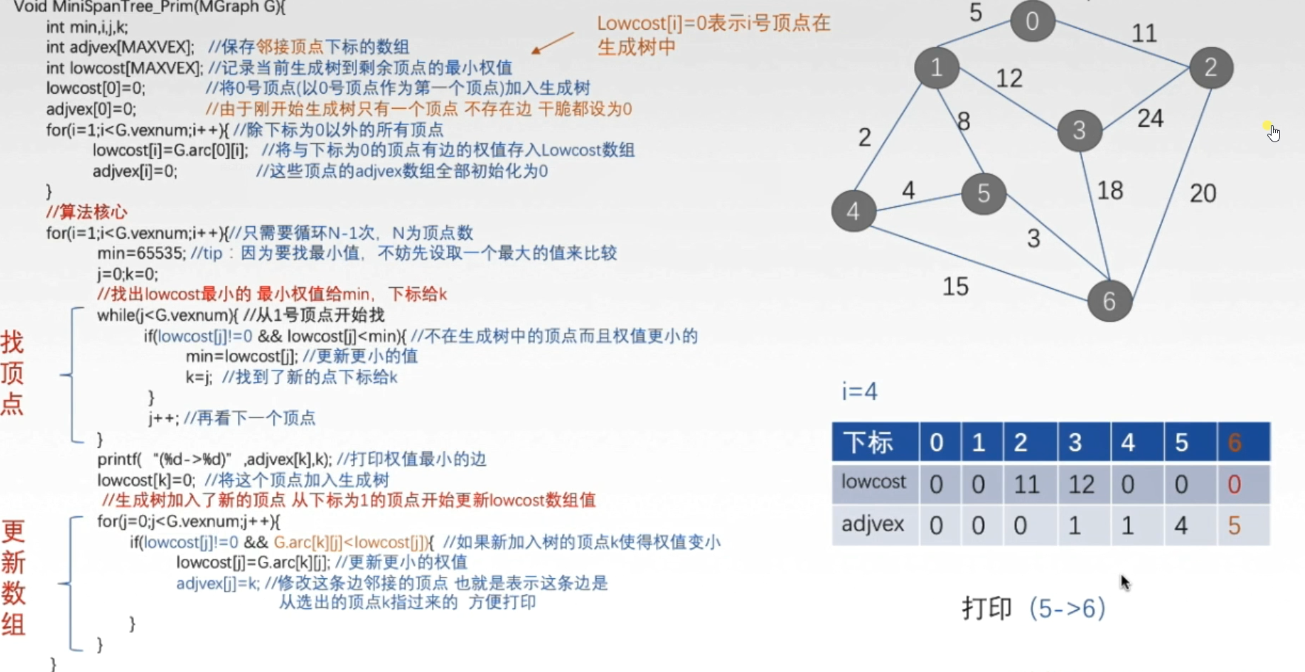 Void MiniSpanTree_Prim(MGraph G){
int min,i,j,k;
int adjvex[MAXVEX]; //保存邻接顶点下标的数组
int lowcost[MAXVEX]; //记录当前生成树到剩余顶点的最小权值
lowcost[0]=0; //将0号顶点(以0号顶点作为第一个顶点)加入生成树
adjvex[0]=0; //由于刚开始生成树只有一个顶点 不存在边 干脆都设为0
for(i=1;i<G.vexnum;i++){ //除下标为0以外的所有顶点
lowcost[i]=G.arc[0][i]; //将与下标为0的顶点有边的权值存入Lowcost数组
adjvex[i]=0; //这些顶点的adjvex数组全部初始化为0
}
//算法核心
for(i=1;i<G.vexnum;i++){//只需要循环N-1次，N为顶点数
min=65535; //tip：因为要找最小值，不妨先设取一个最大的值来比较
j=0;k=0;
//找出lowcost最小的 最小权值给min，下标给k
while(j<G.vexnum){ //从1号顶点开始找
if(lowcost[j]!=0 && lowcost[j]<min){ //不在生成树中的顶点而且权值更小的
min=lowcost[j]; //更新更小的值
k=j; //找到了新的点下标给k
}
j++; //再看下一个顶点
}
printf( "(%d->%d)" ,adjvex[k],k); //打印权值最小的边
lowcost[k]=0; //将这个顶点加入生成树
//生成树加入了新的顶点 从下标为1的顶点开始更新lowcost数组值
for(j=0;j<G.vexnum;j++){
if(lowcost[j]!=0 && G.arc[k][j]<lowcost[j]){ //如果新加入树的顶点k使得权值变小
lowcost[j]=G.arc[k][j]; //更新更小的权值
adjvex[j]=k; //修改这条边邻接的顶点 也就是表示这条边是
从选出的顶点k指过来的 方便打印
}
}
}
找
顶
点
更
新
数
组
Lowcost[i]=0表示i号顶点在
生成树中
5
0
11
1
12
2
8
3
24
2
4
4
5
18
20
3
15
6
i=4
下标 0 1 2 3 4 5 6
lowcost 0 0 11 12 0 0 0
adjvex 0 0 0 1 1 4 5
打印（5->6）